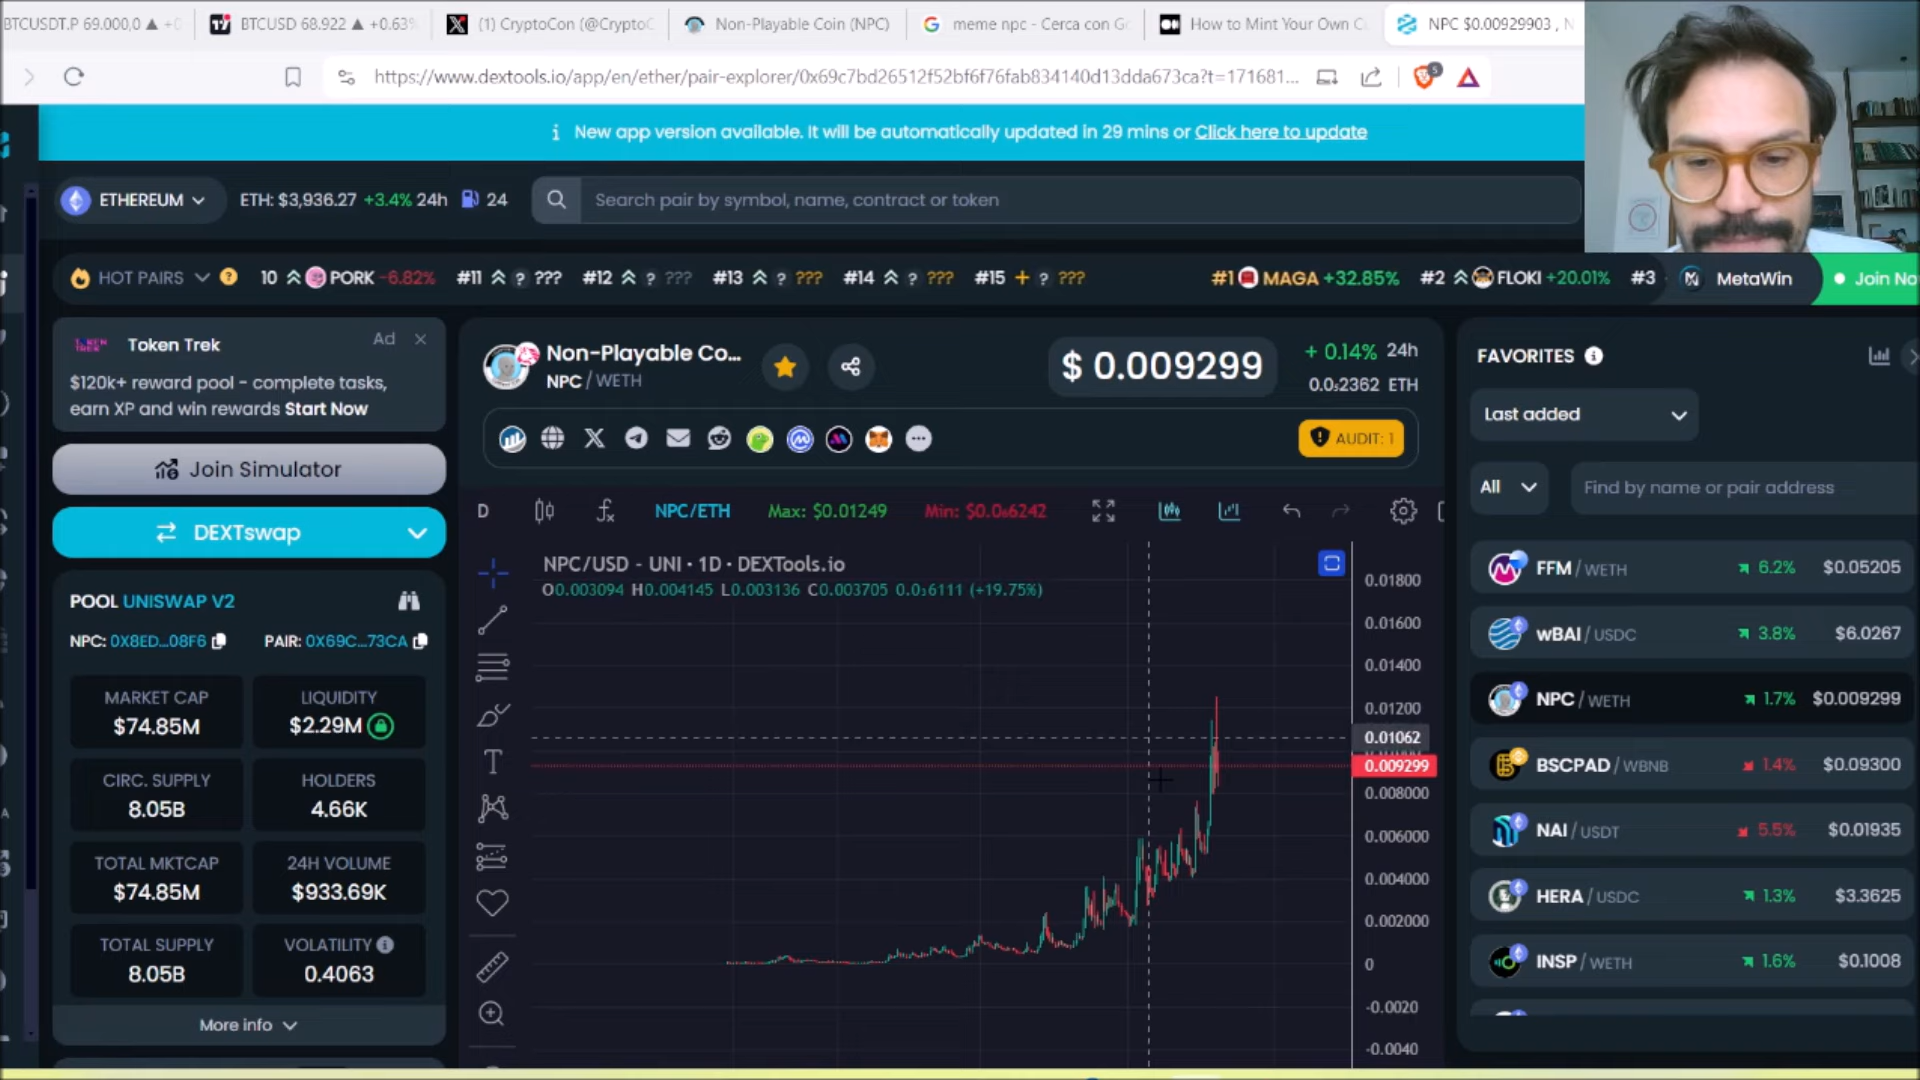 BTCUSDT.P 69.000,0 ▲ +0
BTCUSD 68.922 ▲ +0.63%
(1) CryptoCon (@CryptoC
Non-Playable Coin (NPC)
meme npc - Cerca con Go
How to Mint Your Own C
NPC $0.00929903 , N
https://www.dextools.io/app/en/ether/pair-explorer/0x69c7bd26512f52bf6f76fab834140d13dda673ca?t=171681...
5
New app version available. It will be automatically updated in 29 mins or Click here to update
ETHEREUM
ETH: $3,936.27 +3.4% 24h
24
Search pair by symbol, name, contract or token
HOT PAIRS
10 PORK -6.82% #11 ? ??? #12 ? ??? #13 ? ??? #14 ? ??? #15 + ? ??? #1 MAGA +32.85% #2 FLOKI +20.01% #3
MetaWin
Join No
Token Trek
Ad
$120k+ reward pool - complete tasks,
earn XP and win rewards Start Now
Join Simulator
DEXTswap
POOL UNISWAP V2
NPC: 0X8ED...08F6
PAIR: 0X69C...73CA
MARKET CAP
$74.85M
LIQUIDITY
$2.29M
CIRC. SUPPLY
8.05B
HOLDERS
4.66K
TOTAL MKTCAP
$74.85M
24H VOLUME
$933.69K
TOTAL SUPPLY
8.05B
VOLATILITY
0.4063
More info
Non-Playable Co...
NPC / WETH
$ 0.009299
+ 0.14% 24h
0.0₅2362 ETH
AUDIT: 1
D
NPC/ETH
Max: $0.01249
Min: $0.0₆6242
NPC/USD - UNI · 1D · DEXTools.io
O0.003094 H0.004145 L0.003136 C0.003705 0.0₃6111 (+19.75%)
0.01800
0.01600
0.01400
0.01200
0.01062
0.009299
0.008000
0.006000
0.004000
0.002000
0
-0.0020
-0.0040
FAVORITES
Last added
All
Find by name or pair address
FFM / WETH 6.2% $0.05205
wBAI / USDC 3.8% $6.0267
NPC / WETH 1.7% $0.009299
BSCPAD / WBNB 1.4% $0.09300
NAI / USDT 5.5% $0.01935
HERA / USDC 1.3% $3.3625
INSP / WETH 1.6% $0.1008